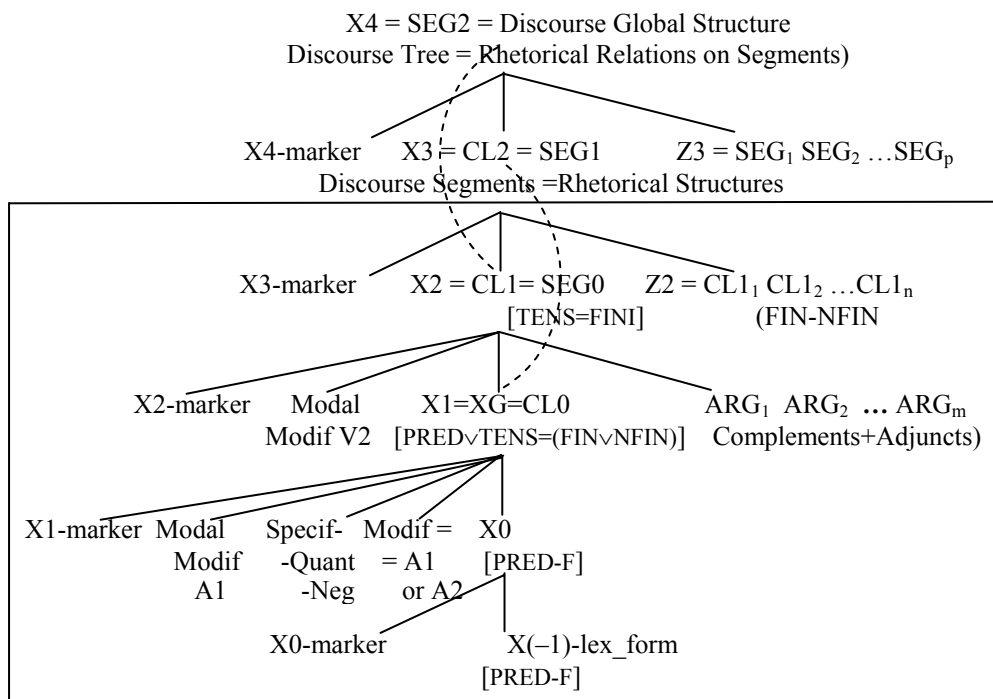 X4 = SEG2 = Discourse Global Structure
Discourse Tree = Rhetorical Relations on Segments)
X4-marker X3 = CL2 = SEG1 Z3 = SEG₁ SEG₂ …SEGₚ
Discourse Segments =Rhetorical Structures
X3-marker X2 = CL1= SEG0 Z2 = CL1₁ CL1₂ …CL1ₙ
[TENS=FINI] (FIN-NFIN
X2-marker Modal X1=XG=CL0 ARG₁ ARG₂ … ARGₘ
Modif V2 [PRED∨TENS=(FIN∨NFIN)] Complements+Adjuncts)
X1-marker Modal Specif- Modif = X0
Modif -Quant = A1 [PRED-F]
A1 -Neg or A2
X0-marker X(–1)-lex_form
[PRED-F]